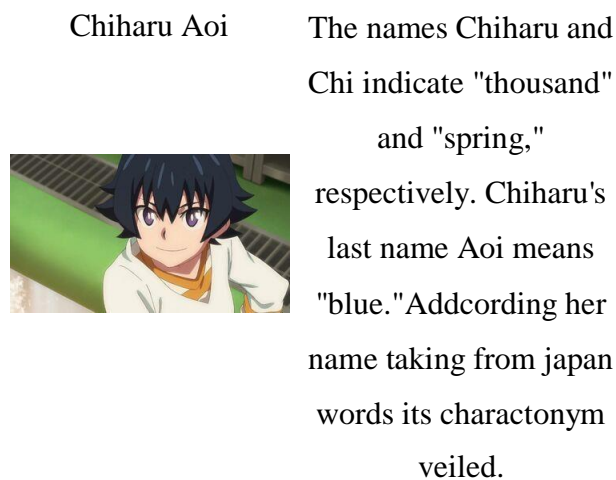 Chiharu Aoi
The names Chiharu and
Chi indicate "thousand"
and "spring,"
respectively. Chiharu's
last name Aoi means
"blue."Addcording her
name taking from japan
words its charactonym
veiled.